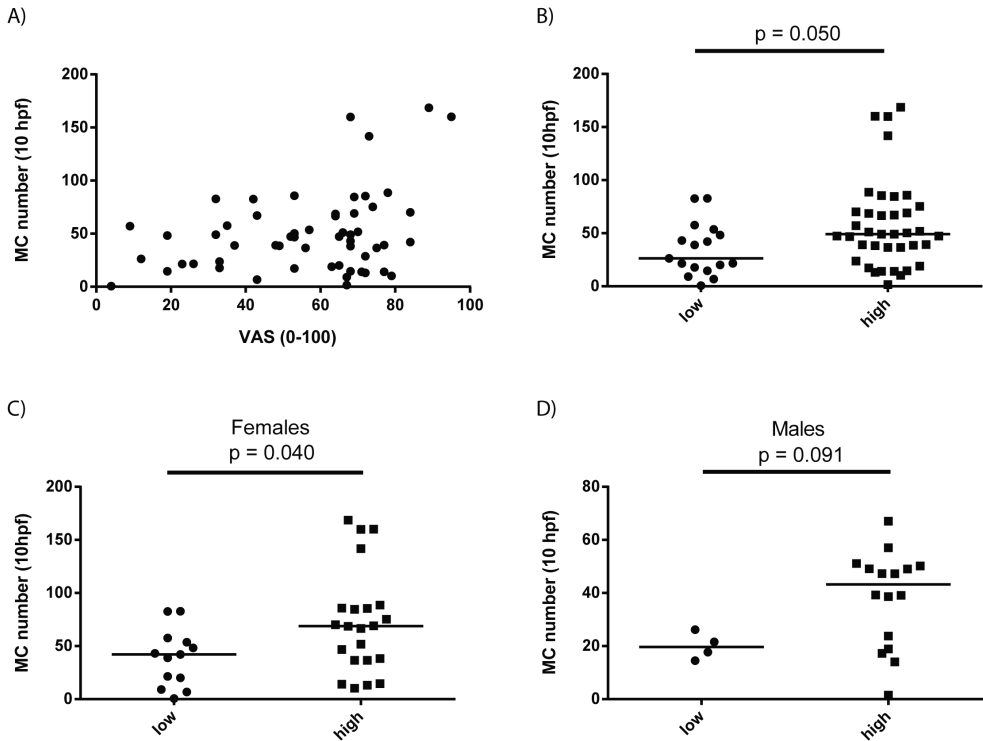 A)
MC number (10 hpf)
200
150
100
50
0
0 20 40 60 80 100
VAS (0-100)
B)
p = 0.050
MC number (10hpf)
200
150
100
50
0
low
high
C)
Females
p = 0.040
MC number (10hpf)
200
150
100
50
0
low
high
D)
Males
p = 0.091
MC number (10 hpf)
80
60
40
20
0
low
high